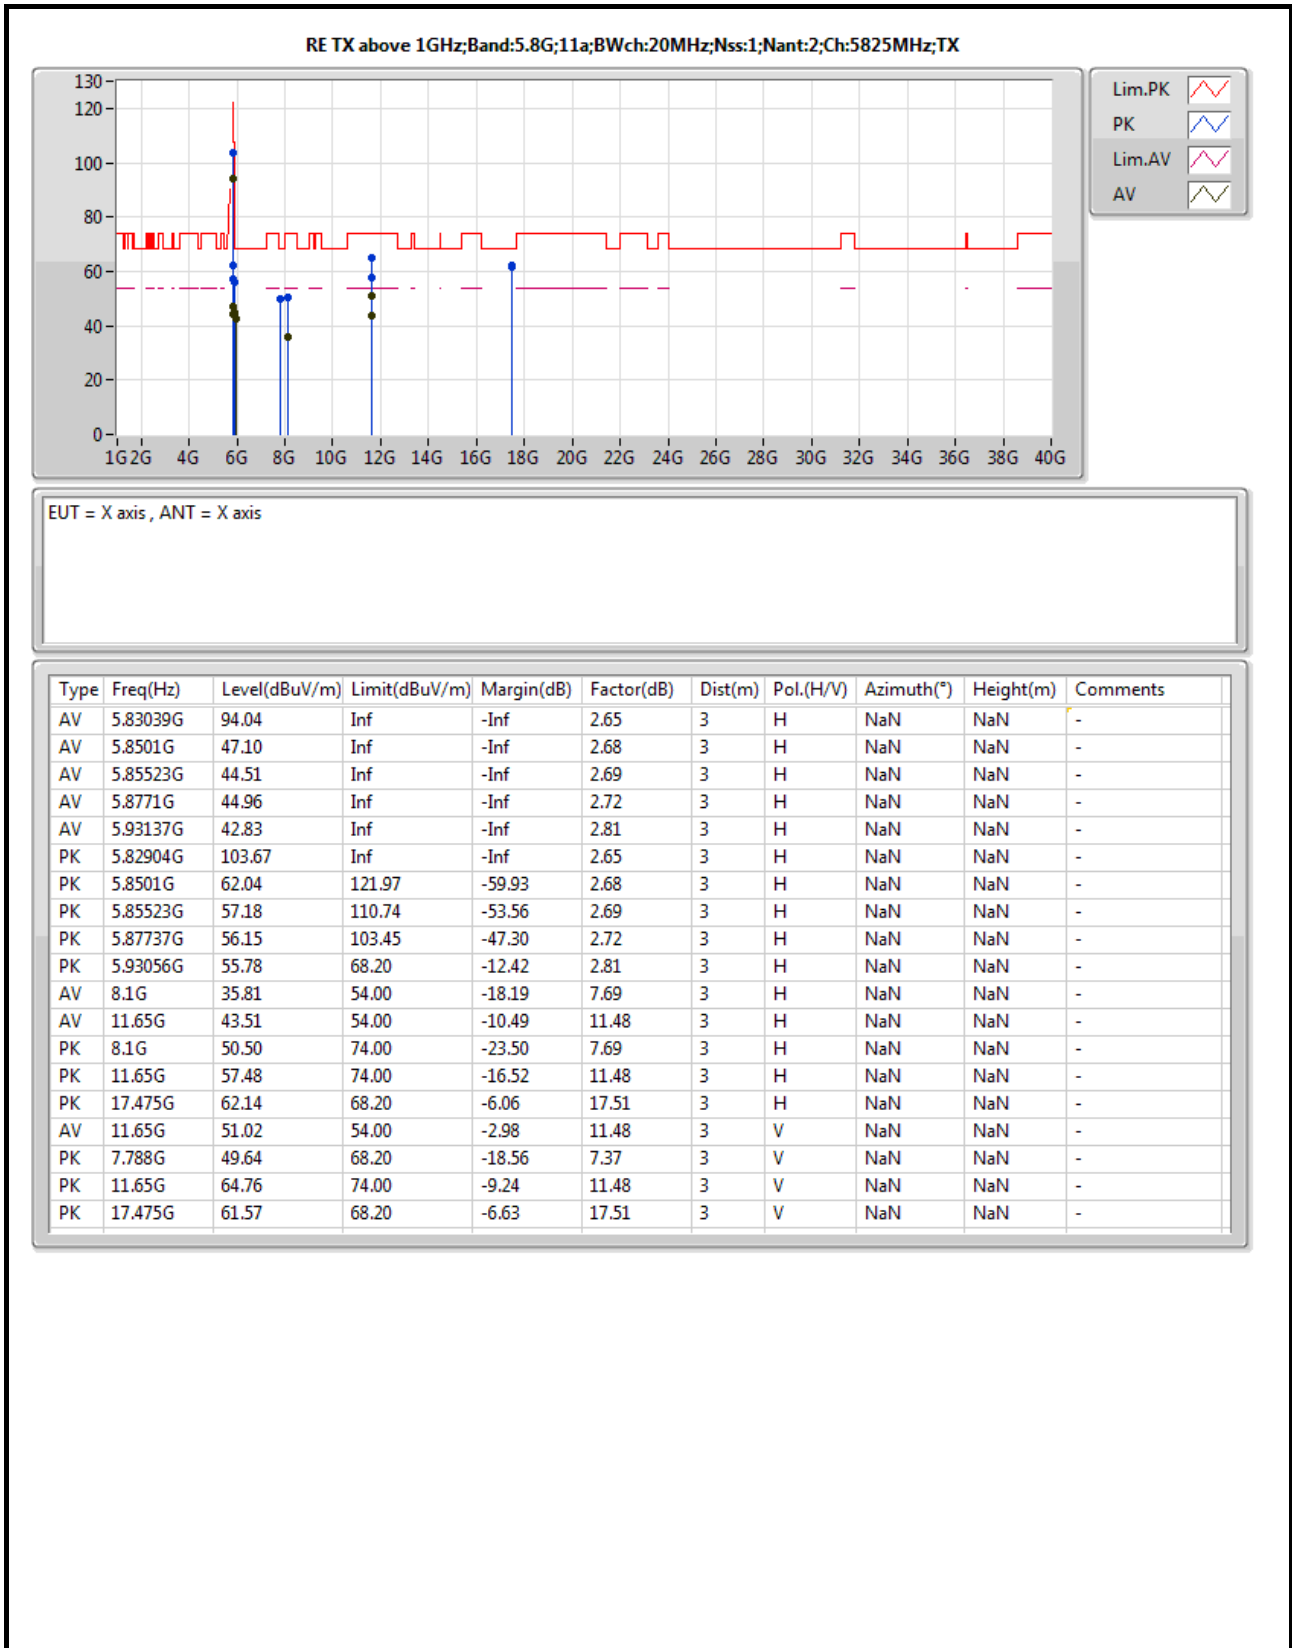 RE TX above 1GHz;Band:5.8G;11a;BWch:20MHz;Nss:1;Nant:2;Ch:5825MHz;TX
130
120
100
80
60
40
20
0
1G 2G 4G 6G 8G 10G 12G 14G 16G 18G 20G 22G 24G 26G 28G 30G 32G 34G 36G 38G 40G
Lim.PK
PK
Lim.AV
AV
EUT = X axis , ANT = X axis
Type Freq(Hz) Level(dBuV/m) Limit(dBuV/m) Margin(dB) Factor(dB) Dist(m) Pol.(H/V) Azimuth(°) Height(m) Comments
AV 5.83039G 94.04 Inf -Inf 2.65 3 H NaN NaN -
AV 5.8501G 47.10 Inf -Inf 2.68 3 H NaN NaN -
AV 5.85523G 44.51 Inf -Inf 2.69 3 H NaN NaN -
AV 5.8771G 44.96 Inf -Inf 2.72 3 H NaN NaN -
AV 5.93137G 42.83 Inf -Inf 2.81 3 H NaN NaN -
PK 5.82904G 103.67 Inf -Inf 2.65 3 H NaN NaN -
PK 5.8501G 62.04 121.97 -59.93 2.68 3 H NaN NaN -
PK 5.85523G 57.18 110.74 -53.56 2.69 3 H NaN NaN -
PK 5.87737G 56.15 103.45 -47.30 2.72 3 H NaN NaN -
PK 5.93056G 55.78 68.20 -12.42 2.81 3 H NaN NaN -
AV 8.1G 35.81 54.00 -18.19 7.69 3 H NaN NaN -
AV 11.65G 43.51 54.00 -10.49 11.48 3 H NaN NaN -
PK 8.1G 50.50 74.00 -23.50 7.69 3 H NaN NaN -
PK 11.65G 57.48 74.00 -16.52 11.48 3 H NaN NaN -
PK 17.475G 62.14 68.20 -6.06 17.51 3 H NaN NaN -
AV 11.65G 51.02 54.00 -2.98 11.48 3 V NaN NaN -
PK 7.788G 49.64 68.20 -18.56 7.37 3 V NaN NaN -
PK 11.65G 64.76 74.00 -9.24 11.48 3 V NaN NaN -
PK 17.475G 61.57 68.20 -6.63 17.51 3 V NaN NaN -